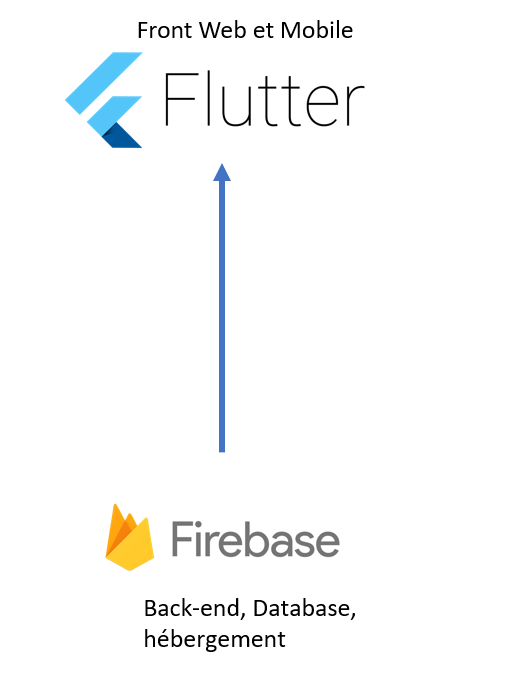 Front Web et Mobile
Flutter
Firebase
Back-end, Database,
hébergement